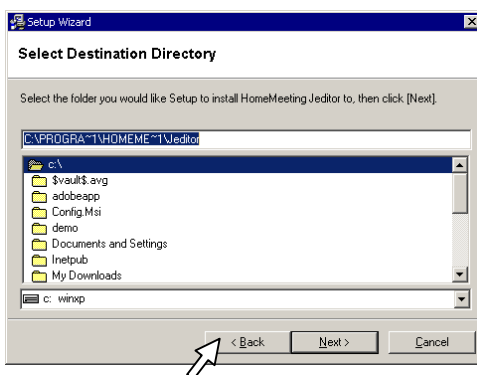 Setup Wizard
Select Destination Directory
Select the folder you would like Setup to install HomeMeeting Jeditor to, then click [Next].
C:\PROGRA~1\HOMEME~1\Jeditor
c:\
$vault$.avg
adobeapp
Config.Msi
demo
Documents and Settings
Inetpub
My Downloads
c: winxp
< Back Next > Cancel